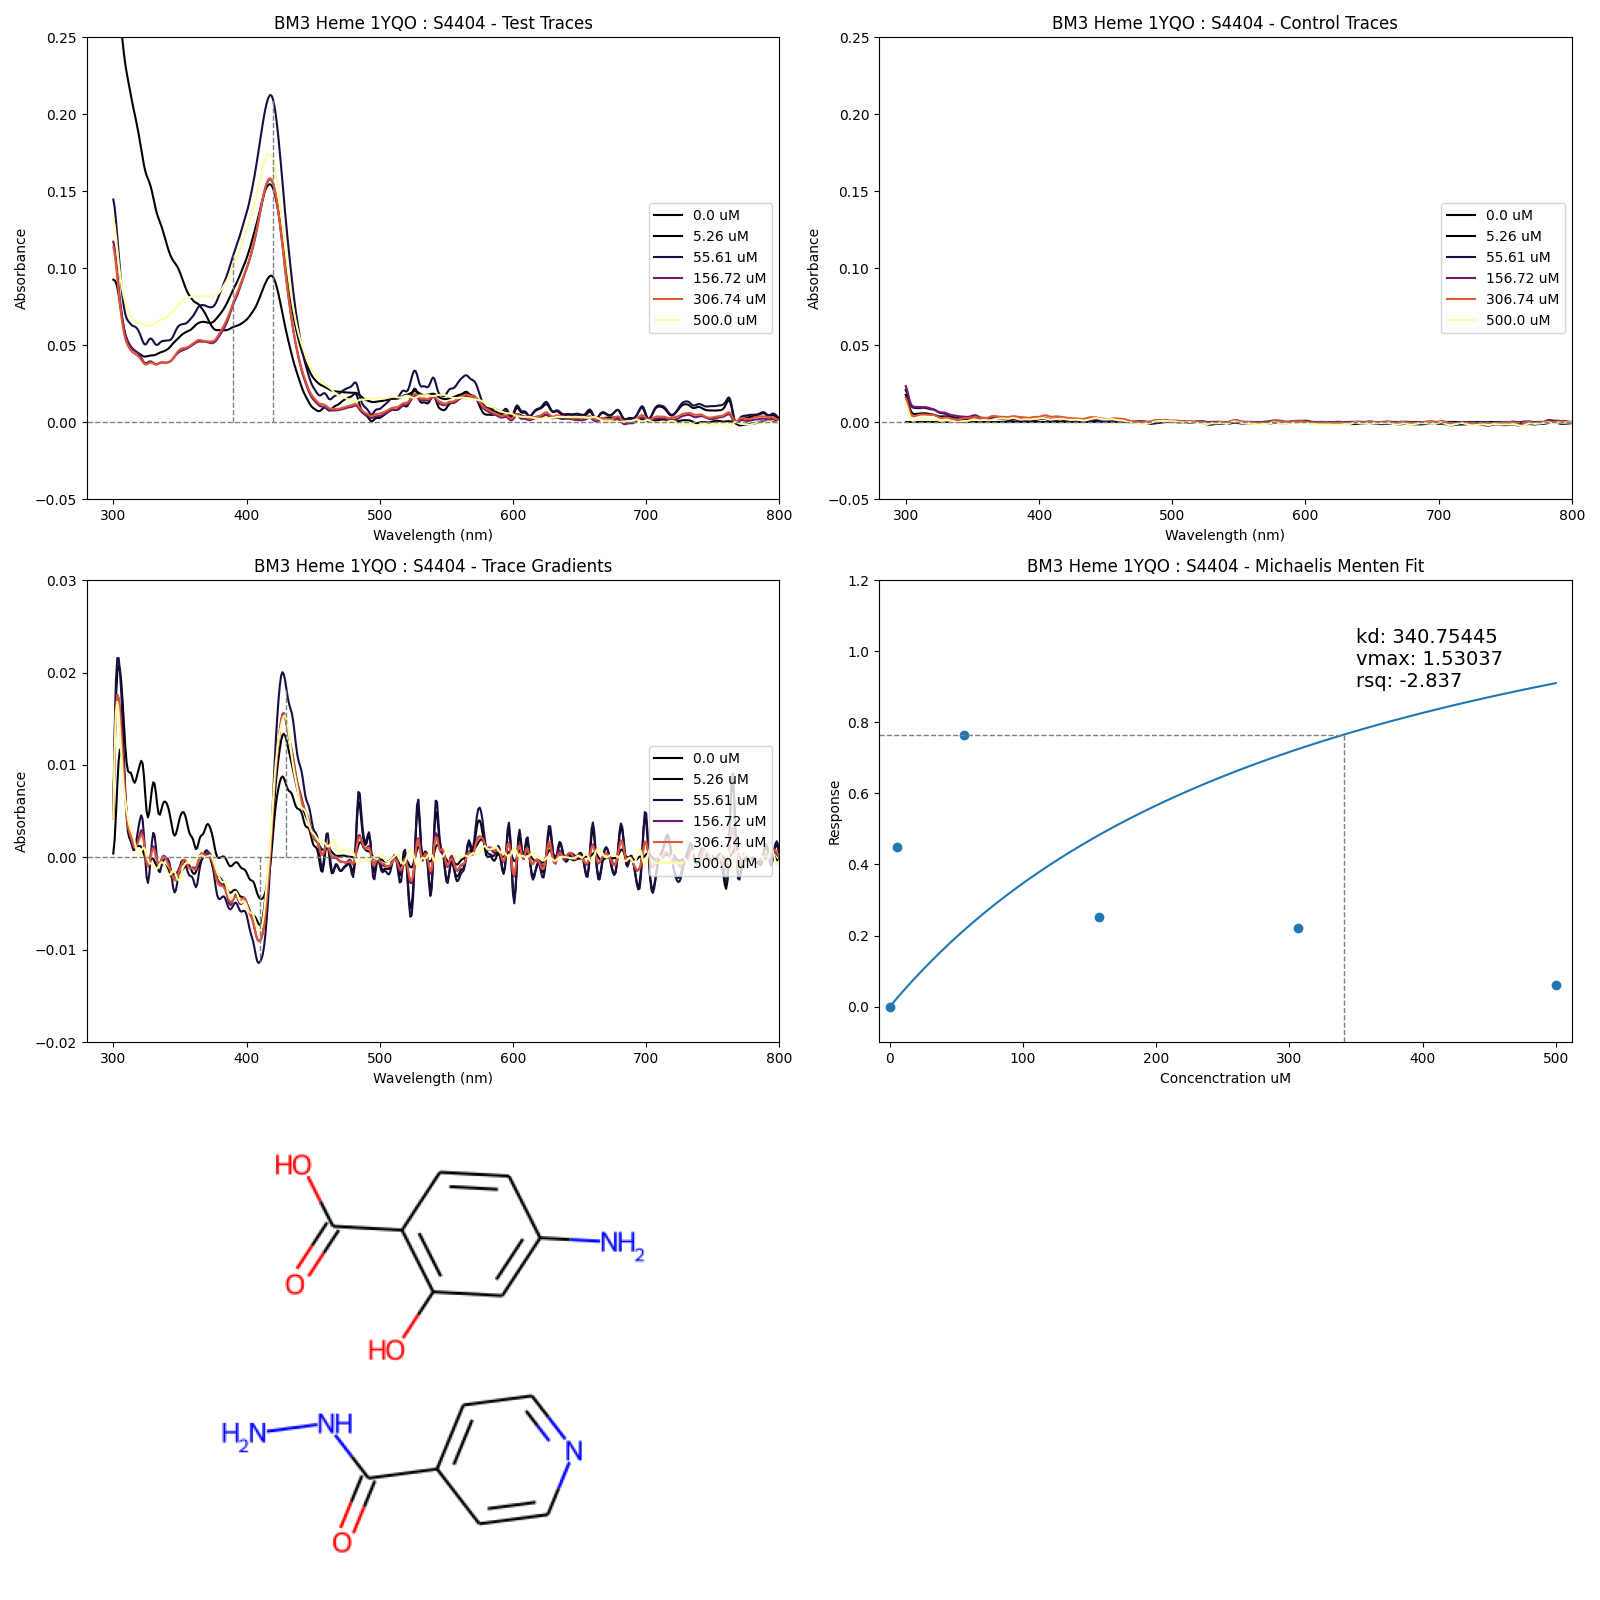 BM3 Heme 1YQO : S4404 - Test Traces
0.25
0.20
0.15
0.10
0.05
0.00
−0.05
Absorbance
300 400 500 600 700 800
Wavelength (nm)
0.0 uM
5.26 uM
55.61 uM
156.72 uM
306.74 uM
500.0 uM
BM3 Heme 1YQO : S4404 - Control Traces
0.25
0.20
0.15
0.10
0.05
0.00
−0.05
Absorbance
300 400 500 600 700 800
Wavelength (nm)
0.0 uM
5.26 uM
55.61 uM
156.72 uM
306.74 uM
500.0 uM
BM3 Heme 1YQO : S4404 - Trace Gradients
0.03
0.02
0.01
0.00
−0.01
−0.02
Absorbance
300 400 500 600 700 800
Wavelength (nm)
0.0 uM
5.26 uM
55.61 uM
156.72 uM
306.74 uM
500.0 uM
BM3 Heme 1YQO : S4404 - Michaelis Menten Fit
1.2
1.0
0.8
0.6
0.4
0.2
0.0
Response
kd: 340.75445
vmax: 1.53037
rsq: -2.837
0 100 200 300 400 500
Concenctration uM
HO
O
NH2
HO
H2N
NH
N
O